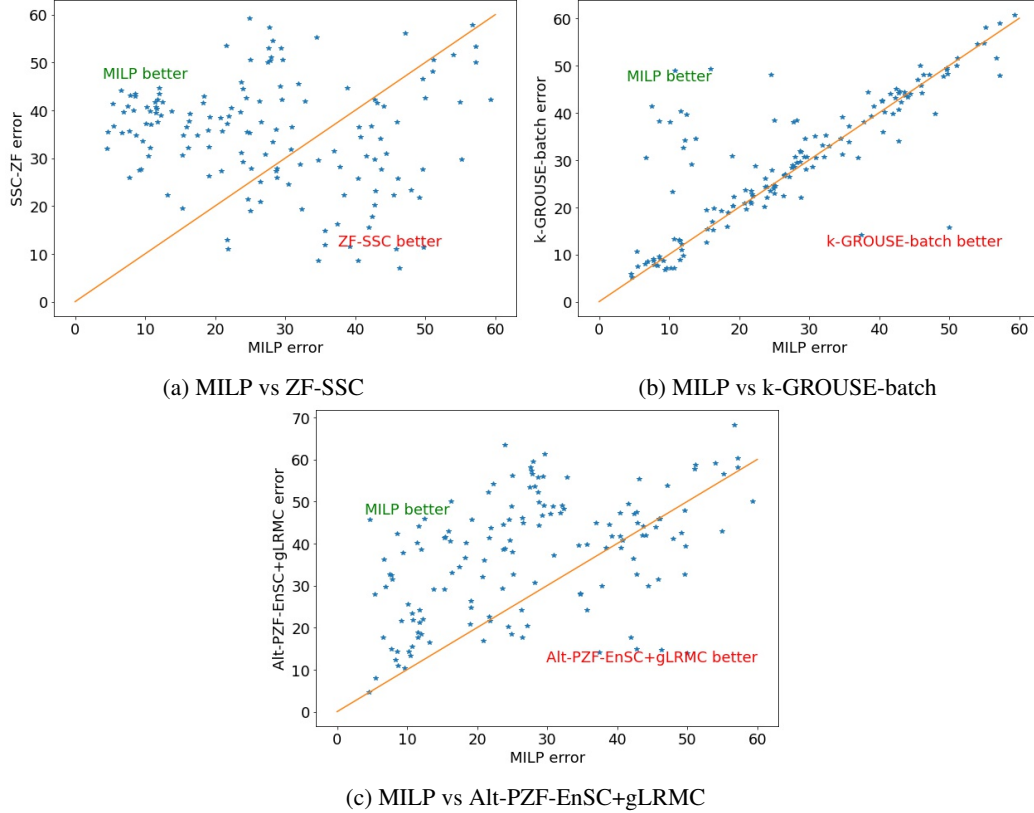 60
50
40
30
20
10
0
SSC-ZF error
MILP better
ZF-SSC better
0 10 20 30 40 50 60
MILP error
(a) MILP vs ZF-SSC
60
50
40
30
20
10
0
k-GROUSE-batch error
MILP better
k-GROUSE-batch better
0 10 20 30 40 50 60
MILP error
(b) MILP vs k-GROUSE-batch
70
60
50
40
30
20
10
0
Alt-PZF-EnSC+gLRMC error
MILP better
Alt-PZF-EnSC+gLRMC better
0 10 20 30 40 50 60
MILP error
(c) MILP vs Alt-PZF-EnSC+gLRMC